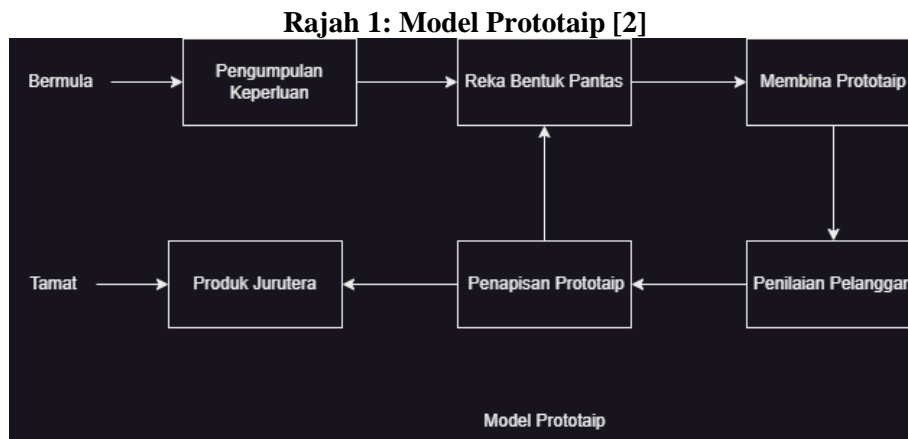 Rajah 1: Model Prototaip [2]
Bermula
Pengumpulan
Keperluan
Reka Bentuk Pantas
Membina Prototaip
Tamat
Produk Jurutera
Penapisan Prototaip
Penilaian Pelanggan
Model Prototaip